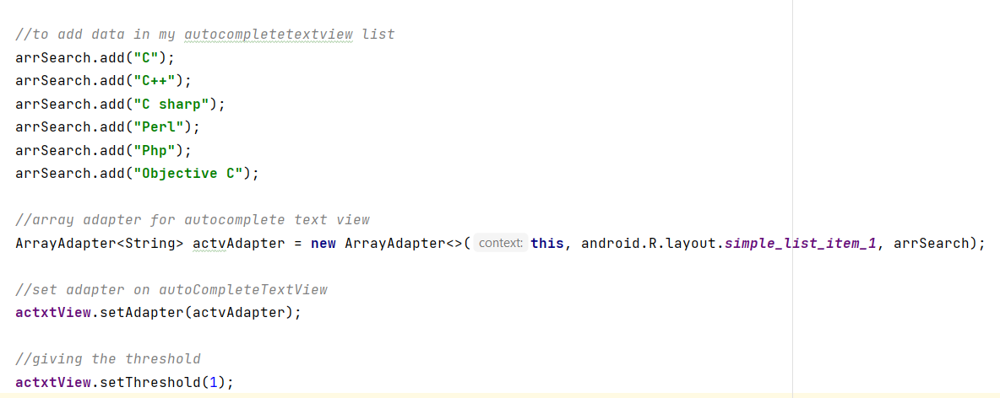 //to add data in my autocompletetextview list
arrSearch.add("C");
arrSearch.add("C++");
arrSearch.add("C sharp");
arrSearch.add("Perl");
arrSearch.add("Php");
arrSearch.add("Objective C");
//array adapter for autocomplete text view
ArrayAdapter<String> actvAdapter = new ArrayAdapter<>( context: this, android.R.layout.simple_list_item_1, arrSearch);
//set adapter on autoCompleteTextView
actxtView.setAdapter(actvAdapter);
//giving the threshold
actxtView.setThreshold(1);